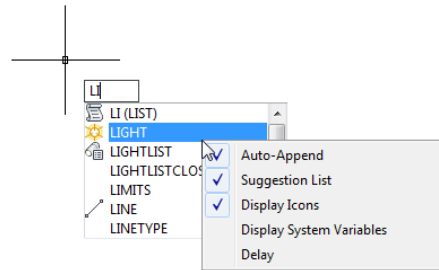 LI
LI (LIST)
LIGHT
LIGHTLIST
LIGHTLISTCLOS
LIMITS
LINE
LINETYPE
Auto-Append
Suggestion List
Display Icons
Display System Variables
Delay